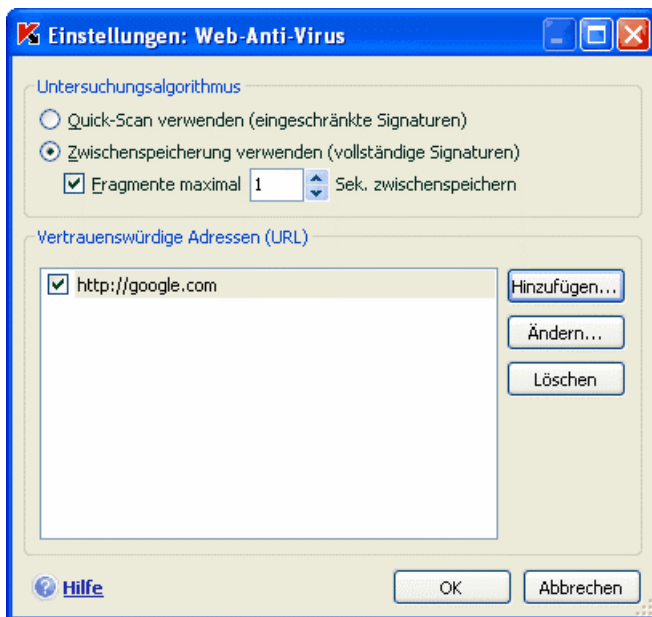 Einstellungen: Web-Anti-Virus
Untersuchungsalgorithmus
Quick-Scan verwenden (eingeschränkte Signaturen)
Zwischenspeicherung verwenden (vollständige Signaturen)
Fragmente maximal 1 Sek. zwischenspeichern
Vertrauenswürdige Adressen (URL)
http://google.com
Hinzufügen...
Ändern...
Löschen
Hilfe
OK
Abbrechen